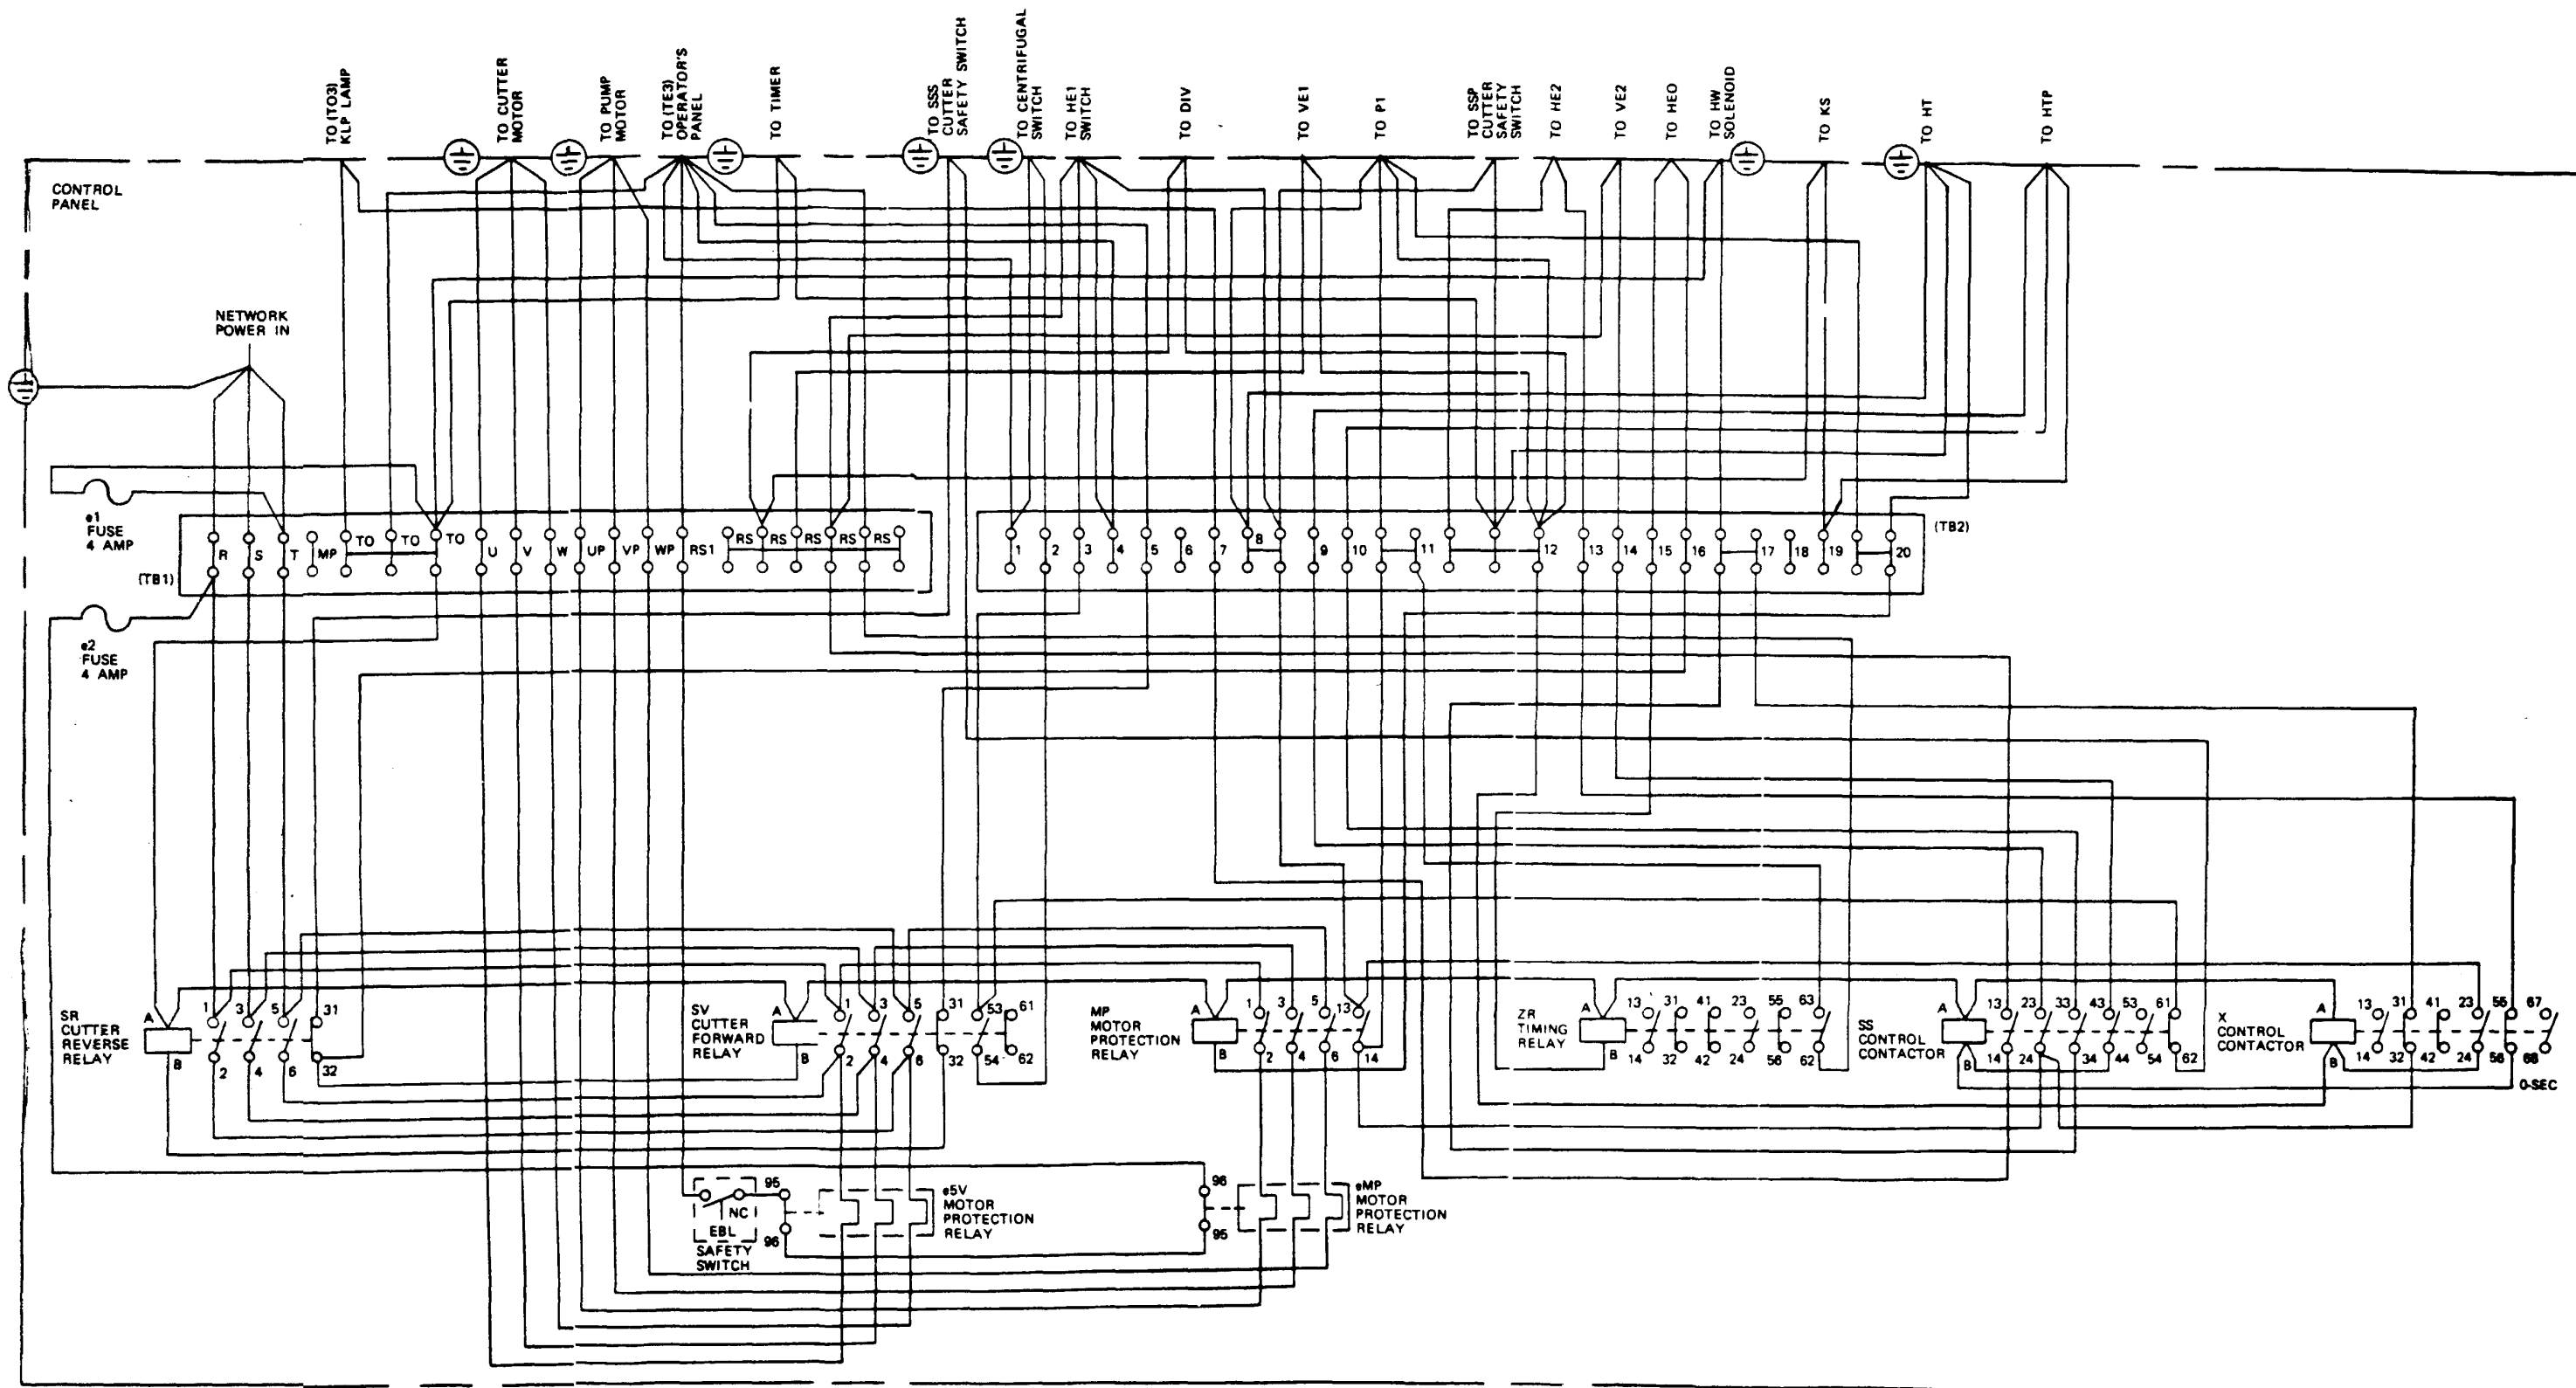 TO (TO3)
KLP LAMP
TO CUTTER
MOTOR
TO PUMP
MOTOR
TO (TE3)
OPERATOR'S
PANEL
TO TIMER
TO SSS
CUTTER
SAFETY SWITCH
TO CENTRIFUGAL
SWITCH
TO HE1
SWITCH
TO DIV
TO VE1
TO P1
TO SSP
CUTTER
SAFETY
SWITCH
TO HE2
TO VE2
TO HEO
TO HW
SOLENOID
TO KS
TO HT
TO HTP
CONTROL
PANEL
NETWORK
POWER IN
e1
FUSE
4 AMP
(TB1)
R S T MP TO TO TO U V W UP VP WP RS1 RS RS RS RS RS
1 2 3 4 5 6 7 8 9 10 11 12 13 14 15 16 17 18 19 20
(TB2)
e2
FUSE
4 AMP
SR
CUTTER
REVERSE
RELAY
A 1 3 5 31
B 2 4 6 32
SV
CUTTER
FORWARD
RELAY
A 1 3 5 31 53 61
B 2 4 6 32 54 62
MP
MOTOR
PROTECTION
RELAY
A 1 3 5 13
B 2 4 6 14
ZR
TIMING
RELAY
A 13 31 41 23 55 63
B 14 32 42 24 56 62
SS
CONTROL
CONTACTOR
A 13 23 33 43 53 61
B 14 24 34 44 54 62
X
CONTROL
CONTACTOR
A 13 31 41 23 55 67
B 14 32 42 24 56 68
0-SEC
95
NC
EBL
96
SAFETY
SWITCH
e5V
MOTOR
PROTECTION
RELAY
96
95
eMP
MOTOR
PROTECTION
RELAY